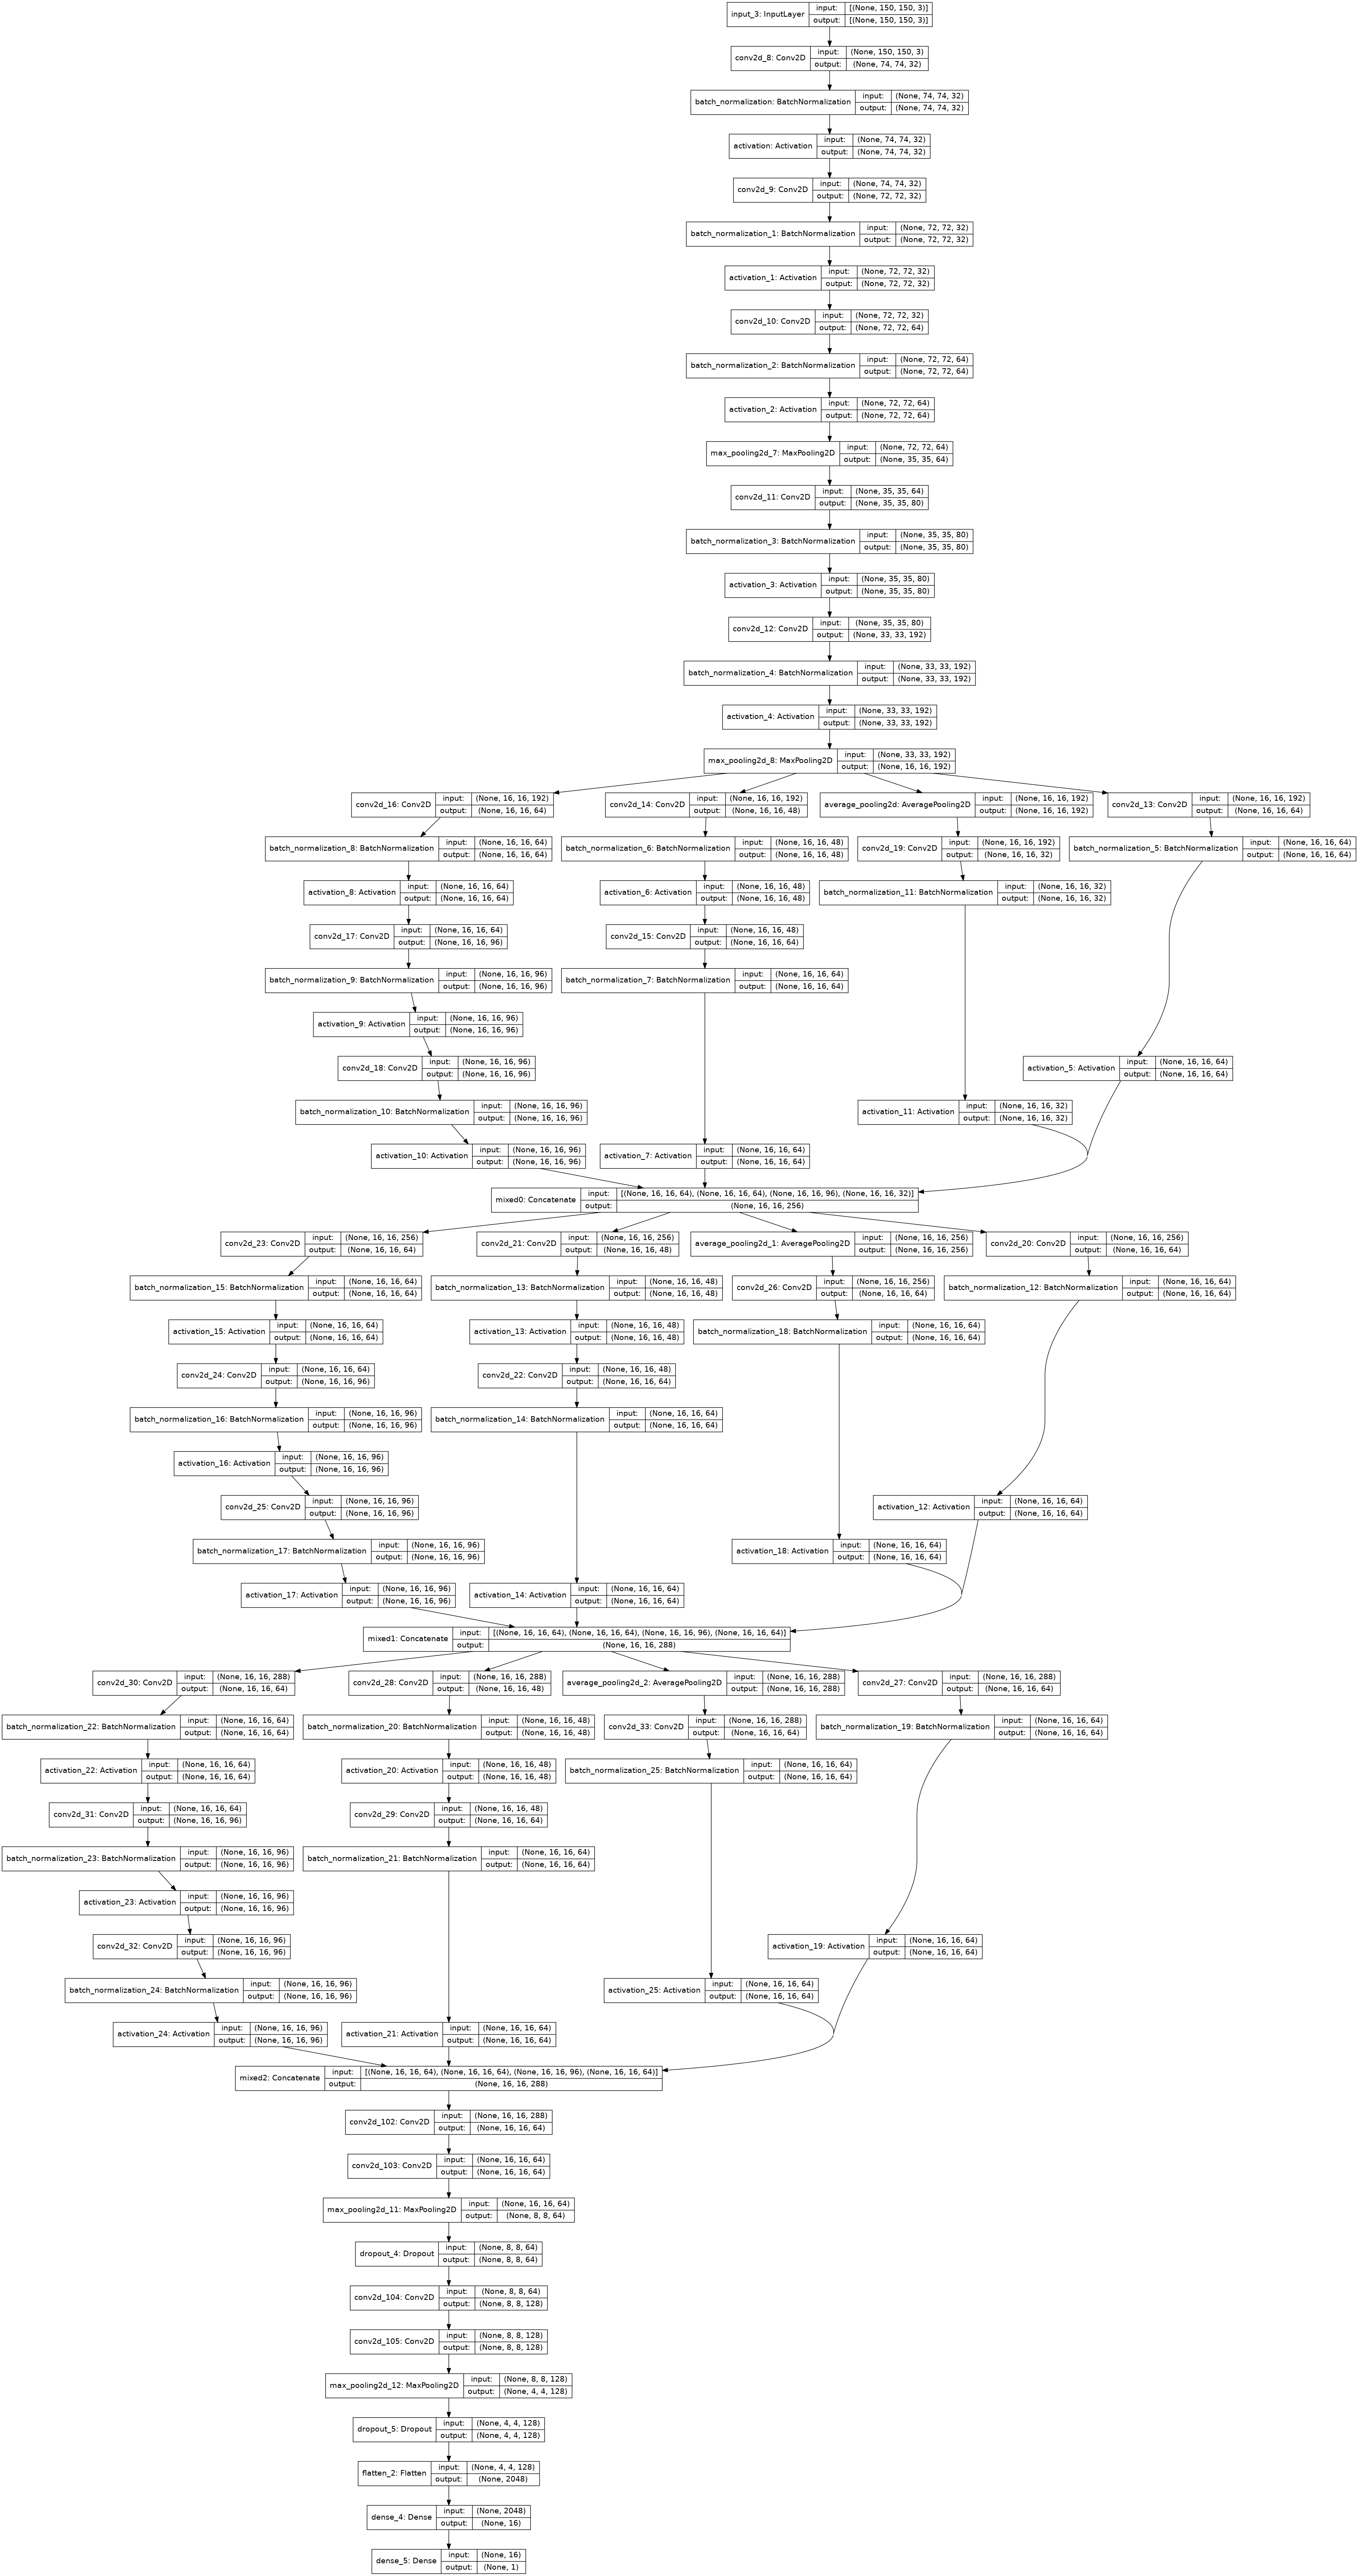 input_3: InputLayer
input: [(None, 150, 150, 3)]
output: [(None, 150, 150, 3)]
conv2d_8: Conv2D
input: (None, 150, 150, 3)
output: (None, 74, 74, 32)
batch_normalization: BatchNormalization
input: (None, 74, 74, 32)
output: (None, 74, 74, 32)
activation: Activation
input: (None, 74, 74, 32)
output: (None, 74, 74, 32)
conv2d_9: Conv2D
input: (None, 74, 74, 32)
output: (None, 72, 72, 32)
batch_normalization_1: BatchNormalization
input: (None, 72, 72, 32)
output: (None, 72, 72, 32)
activation_1: Activation
input: (None, 72, 72, 32)
output: (None, 72, 72, 32)
conv2d_10: Conv2D
input: (None, 72, 72, 32)
output: (None, 72, 72, 64)
batch_normalization_2: BatchNormalization
input: (None, 72, 72, 64)
output: (None, 72, 72, 64)
activation_2: Activation
input: (None, 72, 72, 64)
output: (None, 72, 72, 64)
max_pooling2d_7: MaxPooling2D
input: (None, 72, 72, 64)
output: (None, 35, 35, 64)
conv2d_11: Conv2D
input: (None, 35, 35, 64)
output: (None, 35, 35, 80)
batch_normalization_3: BatchNormalization
input: (None, 35, 35, 80)
output: (None, 35, 35, 80)
activation_3: Activation
input: (None, 35, 35, 80)
output: (None, 35, 35, 80)
conv2d_12: Conv2D
input: (None, 35, 35, 80)
output: (None, 33, 33, 192)
batch_normalization_4: BatchNormalization
input: (None, 33, 33, 192)
output: (None, 33, 33, 192)
activation_4: Activation
input: (None, 33, 33, 192)
output: (None, 33, 33, 192)
max_pooling2d_8: MaxPooling2D
input: (None, 33, 33, 192)
output: (None, 16, 16, 192)
conv2d_16: Conv2D
input: (None, 16, 16, 192)
output: (None, 16, 16, 64)
conv2d_14: Conv2D
input: (None, 16, 16, 192)
output: (None, 16, 16, 48)
average_pooling2d: AveragePooling2D
input: (None, 16, 16, 192)
output: (None, 16, 16, 192)
conv2d_13: Conv2D
input: (None, 16, 16, 192)
output: (None, 16, 16, 64)
batch_normalization_8: BatchNormalization
input: (None, 16, 16, 64)
output: (None, 16, 16, 64)
batch_normalization_6: BatchNormalization
input: (None, 16, 16, 48)
output: (None, 16, 16, 48)
conv2d_19: Conv2D
input: (None, 16, 16, 192)
output: (None, 16, 16, 32)
batch_normalization_5: BatchNormalization
input: (None, 16, 16, 64)
output: (None, 16, 16, 64)
activation_8: Activation
input: (None, 16, 16, 64)
output: (None, 16, 16, 64)
activation_6: Activation
input: (None, 16, 16, 48)
output: (None, 16, 16, 48)
batch_normalization_11: BatchNormalization
input: (None, 16, 16, 32)
output: (None, 16, 16, 32)
conv2d_17: Conv2D
input: (None, 16, 16, 64)
output: (None, 16, 16, 96)
conv2d_15: Conv2D
input: (None, 16, 16, 48)
output: (None, 16, 16, 64)
batch_normalization_9: BatchNormalization
input: (None, 16, 16, 96)
output: (None, 16, 16, 96)
batch_normalization_7: BatchNormalization
input: (None, 16, 16, 64)
output: (None, 16, 16, 64)
activation_9: Activation
input: (None, 16, 16, 96)
output: (None, 16, 16, 96)
conv2d_18: Conv2D
input: (None, 16, 16, 96)
output: (None, 16, 16, 96)
activation_5: Activation
input: (None, 16, 16, 64)
output: (None, 16, 16, 64)
batch_normalization_10: BatchNormalization
input: (None, 16, 16, 96)
output: (None, 16, 16, 96)
activation_11: Activation
input: (None, 16, 16, 32)
output: (None, 16, 16, 32)
activation_10: Activation
input: (None, 16, 16, 96)
output: (None, 16, 16, 96)
activation_7: Activation
input: (None, 16, 16, 64)
output: (None, 16, 16, 64)
mixed0: Concatenate
input: [(None, 16, 16, 64), (None, 16, 16, 64), (None, 16, 16, 96), (None, 16, 16, 32)]
output: (None, 16, 16, 256)
conv2d_23: Conv2D
input: (None, 16, 16, 256)
output: (None, 16, 16, 64)
conv2d_21: Conv2D
input: (None, 16, 16, 256)
output: (None, 16, 16, 48)
average_pooling2d_1: AveragePooling2D
input: (None, 16, 16, 256)
output: (None, 16, 16, 256)
conv2d_20: Conv2D
input: (None, 16, 16, 256)
output: (None, 16, 16, 64)
batch_normalization_15: BatchNormalization
input: (None, 16, 16, 64)
output: (None, 16, 16, 64)
batch_normalization_13: BatchNormalization
input: (None, 16, 16, 48)
output: (None, 16, 16, 48)
conv2d_26: Conv2D
input: (None, 16, 16, 256)
output: (None, 16, 16, 64)
batch_normalization_12: BatchNormalization
input: (None, 16, 16, 64)
output: (None, 16, 16, 64)
activation_15: Activation
input: (None, 16, 16, 64)
output: (None, 16, 16, 64)
activation_13: Activation
input: (None, 16, 16, 48)
output: (None, 16, 16, 48)
batch_normalization_18: BatchNormalization
input: (None, 16, 16, 64)
output: (None, 16, 16, 64)
conv2d_24: Conv2D
input: (None, 16, 16, 64)
output: (None, 16, 16, 96)
conv2d_22: Conv2D
input: (None, 16, 16, 48)
output: (None, 16, 16, 64)
batch_normalization_16: BatchNormalization
input: (None, 16, 16, 96)
output: (None, 16, 16, 96)
batch_normalization_14: BatchNormalization
input: (None, 16, 16, 64)
output: (None, 16, 16, 64)
activation_16: Activation
input: (None, 16, 16, 96)
output: (None, 16, 16, 96)
conv2d_25: Conv2D
input: (None, 16, 16, 96)
output: (None, 16, 16, 96)
activation_12: Activation
input: (None, 16, 16, 64)
output: (None, 16, 16, 64)
batch_normalization_17: BatchNormalization
input: (None, 16, 16, 96)
output: (None, 16, 16, 96)
activation_18: Activation
input: (None, 16, 16, 64)
output: (None, 16, 16, 64)
activation_17: Activation
input: (None, 16, 16, 96)
output: (None, 16, 16, 96)
activation_14: Activation
input: (None, 16, 16, 64)
output: (None, 16, 16, 64)
mixed1: Concatenate
input: [(None, 16, 16, 64), (None, 16, 16, 64), (None, 16, 16, 96), (None, 16, 16, 64)]
output: (None, 16, 16, 288)
conv2d_30: Conv2D
input: (None, 16, 16, 288)
output: (None, 16, 16, 64)
conv2d_28: Conv2D
input: (None, 16, 16, 288)
output: (None, 16, 16, 48)
average_pooling2d_2: AveragePooling2D
input: (None, 16, 16, 288)
output: (None, 16, 16, 288)
conv2d_27: Conv2D
input: (None, 16, 16, 288)
output: (None, 16, 16, 64)
batch_normalization_22: BatchNormalization
input: (None, 16, 16, 64)
output: (None, 16, 16, 64)
batch_normalization_20: BatchNormalization
input: (None, 16, 16, 48)
output: (None, 16, 16, 48)
conv2d_33: Conv2D
input: (None, 16, 16, 288)
output: (None, 16, 16, 64)
batch_normalization_19: BatchNormalization
input: (None, 16, 16, 64)
output: (None, 16, 16, 64)
activation_22: Activation
input: (None, 16, 16, 64)
output: (None, 16, 16, 64)
activation_20: Activation
input: (None, 16, 16, 48)
output: (None, 16, 16, 48)
batch_normalization_25: BatchNormalization
input: (None, 16, 16, 64)
output: (None, 16, 16, 64)
conv2d_31: Conv2D
input: (None, 16, 16, 64)
output: (None, 16, 16, 96)
conv2d_29: Conv2D
input: (None, 16, 16, 48)
output: (None, 16, 16, 64)
batch_normalization_23: BatchNormalization
input: (None, 16, 16, 96)
output: (None, 16, 16, 96)
batch_normalization_21: BatchNormalization
input: (None, 16, 16, 64)
output: (None, 16, 16, 64)
activation_23: Activation
input: (None, 16, 16, 96)
output: (None, 16, 16, 96)
conv2d_32: Conv2D
input: (None, 16, 16, 96)
output: (None, 16, 16, 96)
activation_19: Activation
input: (None, 16, 16, 64)
output: (None, 16, 16, 64)
batch_normalization_24: BatchNormalization
input: (None, 16, 16, 96)
output: (None, 16, 16, 96)
activation_25: Activation
input: (None, 16, 16, 64)
output: (None, 16, 16, 64)
activation_24: Activation
input: (None, 16, 16, 96)
output: (None, 16, 16, 96)
activation_21: Activation
input: (None, 16, 16, 64)
output: (None, 16, 16, 64)
mixed2: Concatenate
input: [(None, 16, 16, 64), (None, 16, 16, 64), (None, 16, 16, 96), (None, 16, 16, 64)]
output: (None, 16, 16, 288)
conv2d_102: Conv2D
input: (None, 16, 16, 288)
output: (None, 16, 16, 64)
conv2d_103: Conv2D
input: (None, 16, 16, 64)
output: (None, 16, 16, 64)
max_pooling2d_11: MaxPooling2D
input: (None, 16, 16, 64)
output: (None, 8, 8, 64)
dropout_4: Dropout
input: (None, 8, 8, 64)
output: (None, 8, 8, 64)
conv2d_104: Conv2D
input: (None, 8, 8, 64)
output: (None, 8, 8, 128)
conv2d_105: Conv2D
input: (None, 8, 8, 128)
output: (None, 8, 8, 128)
max_pooling2d_12: MaxPooling2D
input: (None, 8, 8, 128)
output: (None, 4, 4, 128)
dropout_5: Dropout
input: (None, 4, 4, 128)
output: (None, 4, 4, 128)
flatten_2: Flatten
input: (None, 4, 4, 128)
output: (None, 2048)
dense_4: Dense
input: (None, 2048)
output: (None, 16)
dense_5: Dense
input: (None, 16)
output: (None, 1)